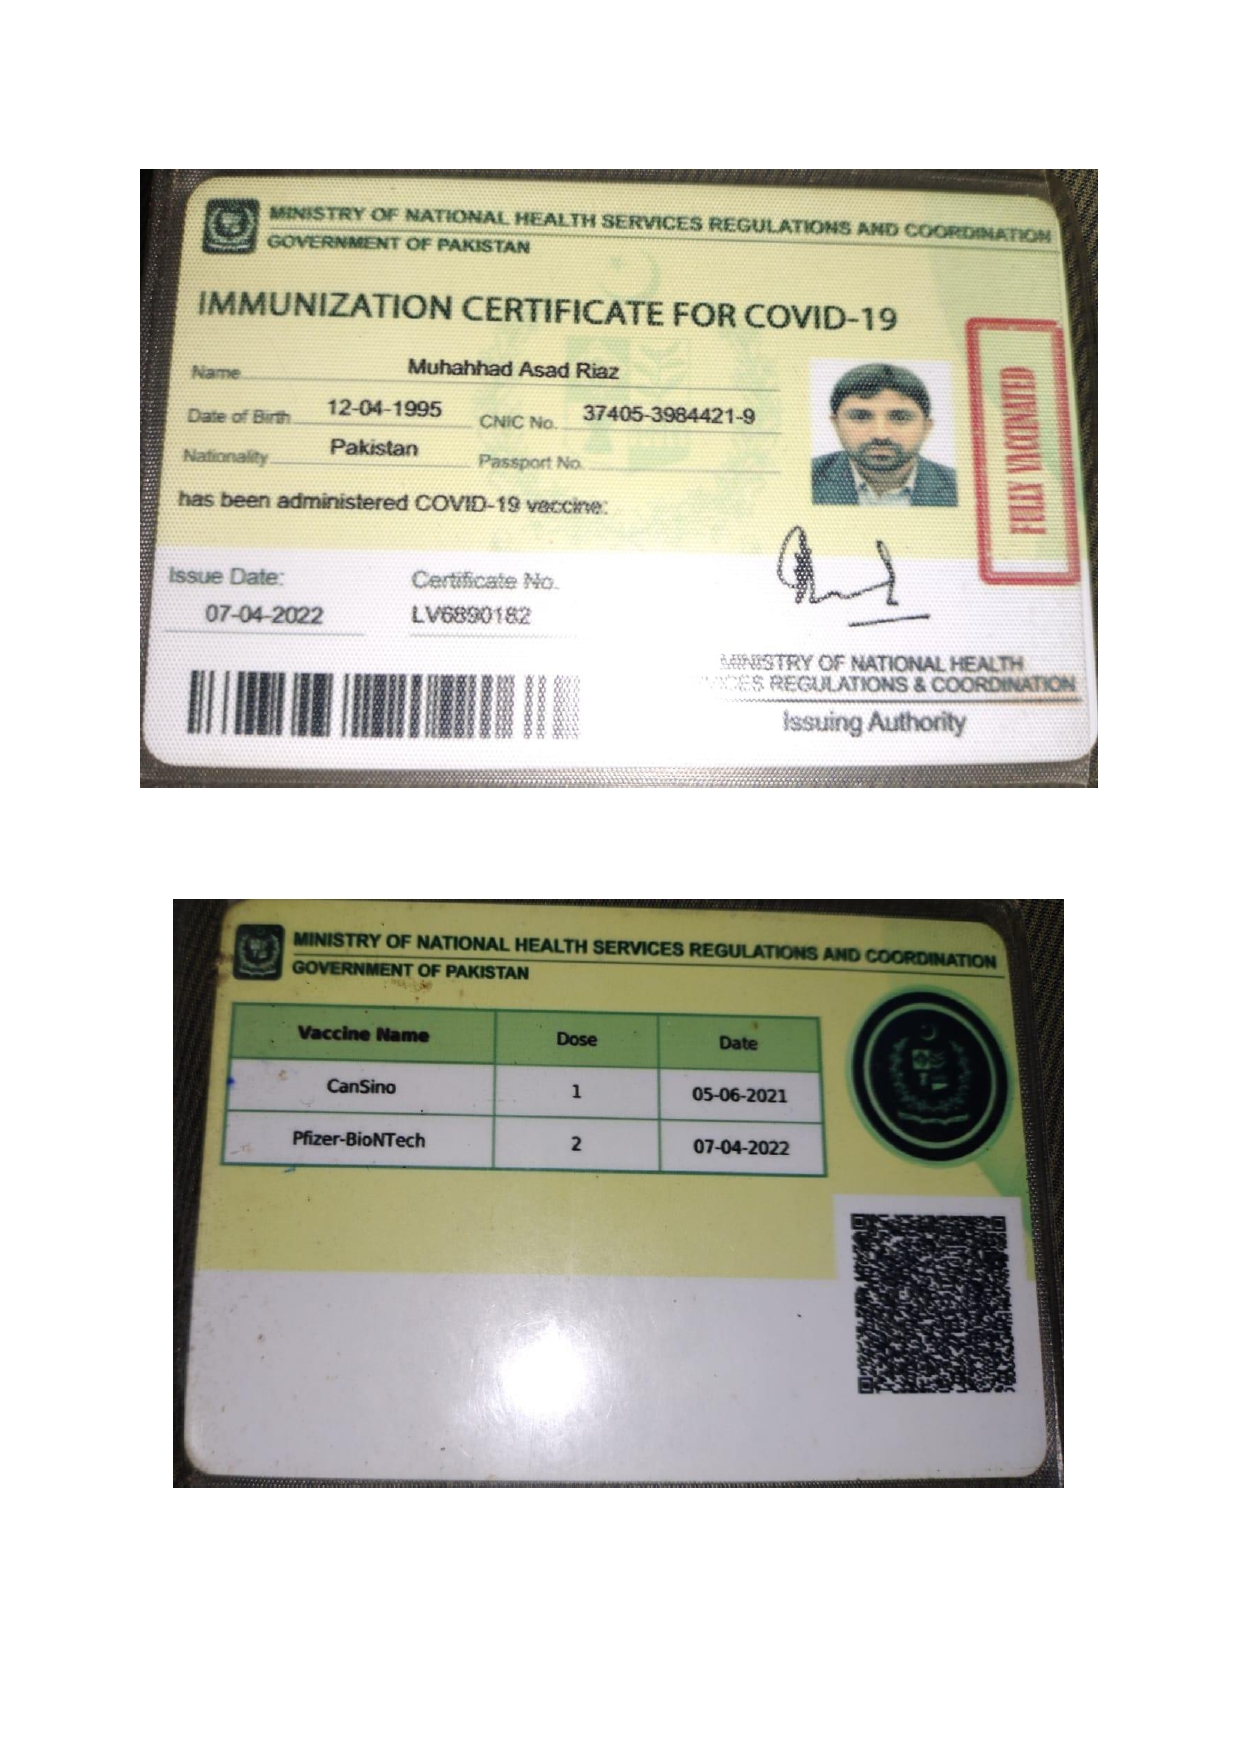 MINISTRY OF NATIONAL HEALTH SERVICES REGULATIONS AND COORDINATION
GOVERNMENT OF PAKISTAN
IMMUNIZATION CERTIFICATE FOR COVID-19
Name Muhahhad Asad Riaz
Date of Birth 12-04-1995 CNIC No. 37405-3984421-9
Nationality Pakistan Passport No.
FULLY VACCINATED
has been administered COVID-19 vaccine:
Issue Date: Certificate No.
07-04-2022 LV6890182
MINISTRY OF NATIONAL HEALTH
REGULATIONS & COORDINATION
Issuing Authority
MINISTRY OF NATIONAL HEALTH SERVICES REGULATIONS AND COORDINATION
GOVERNMENT OF PAKISTAN
Vaccine Name Dose Date
CanSino 1 05-06-2021
Pfizer-BioNTech 2 07-04-2022